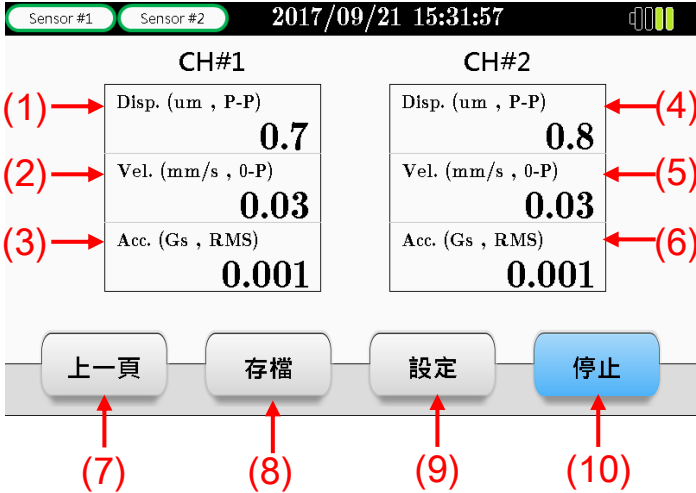 Sensor #1 Sensor #2 2017/09/21 15:31:57
CH#1 CH#2
(1) Disp. (um , P-P) Disp. (um , P-P) (4)
0.7 0.8
(2) Vel. (mm/s , 0-P) Vel. (mm/s , 0-P) (5)
0.03 0.03
(3) Acc. (Gs , RMS) Acc. (Gs , RMS) (6)
0.001 0.001
上一頁 存檔 設定 停止
(7) (8) (9) (10)